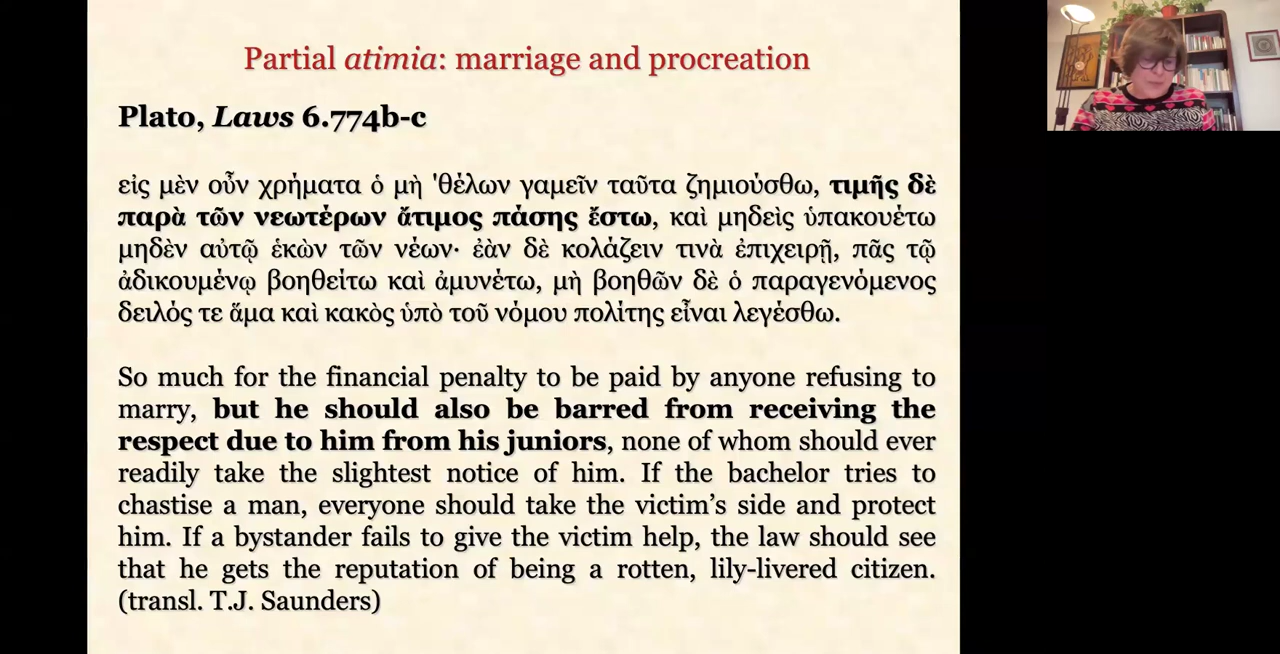 Partial atimia: marriage and procreation
Plato, Laws 6.774b-c
εἰς μὲν οὖν χρήματα ὁ μὴ 'θέλων γαμεῖν ταῦτα ζημιούσθω, τιμῆς δὲ
παρὰ τῶν νεωτέρων ἄτιμος πάσης ἔστω, καὶ μηδεὶς ὑπακουέτω
μηδὲν αὐτῷ ἑκὼν τῶν νέων· ἐὰν δὲ κολάζειν τινὰ ἐπιχειρῇ, πᾶς τῷ
ἀδικουμένῳ βοηθείτω καὶ ἀμυνέτω, μὴ βοηθῶν δὲ ὁ παραγενόμενος
δειλός τε ἅμα καὶ κακὸς ὑπὸ τοῦ νόμου πολίτης εἶναι λεγέσθω.
So much for the financial penalty to be paid by anyone refusing to
marry, but he should also be barred from receiving the
respect due to him from his juniors, none of whom should ever
readily take the slightest notice of him. If the bachelor tries to
chastise a man, everyone should take the victim's side and protect
him. If a bystander fails to give the victim help, the law should see
that he gets the reputation of being a rotten, lily-livered citizen.
(transl. T.J. Saunders)